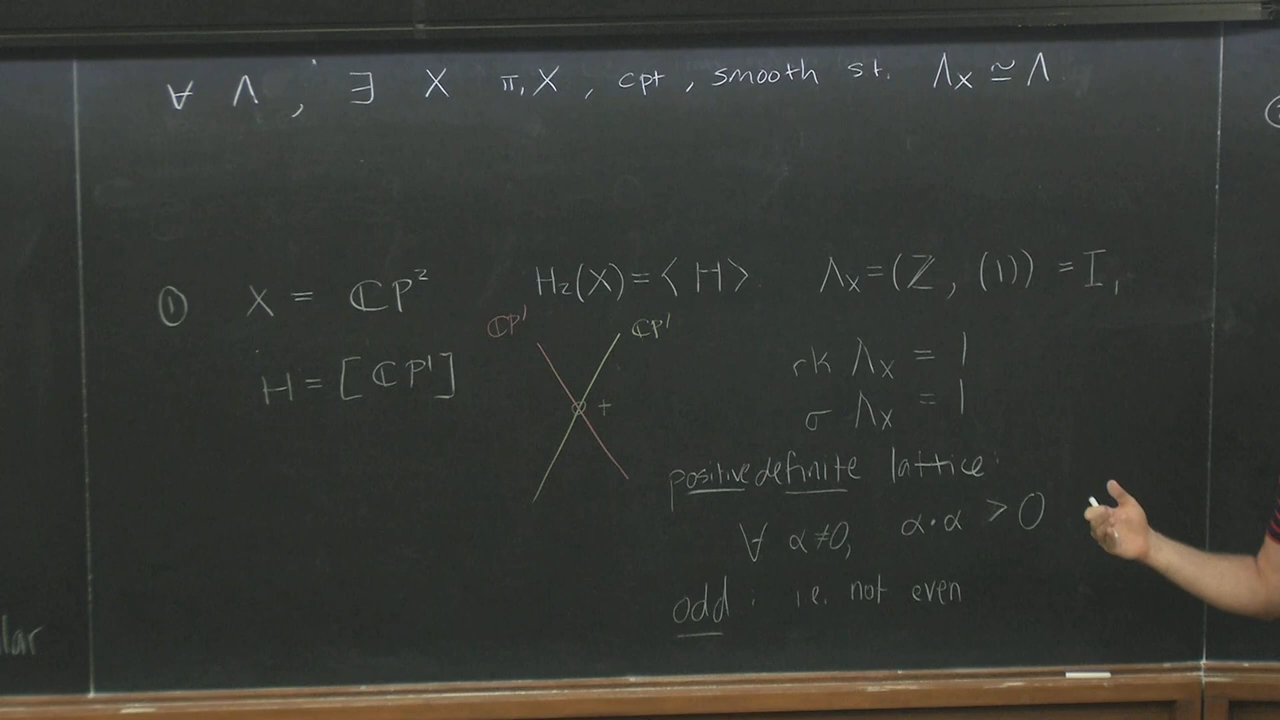 ∀ Λ, ∃ X π₁X, cpt, smooth st. Λ_X ≃ Λ
① X = ℂP² H₂(X) = ⟨H⟩. Λ_X = (ℤ, (1)) = I₁
ℂP¹ ℂP¹
H = [ℂP¹]
+
rk Λ_X = 1
σ Λ_X = 1
positive definite lattice:
∀ α≠0, α·α > 0
odd: i.e. not even
lar